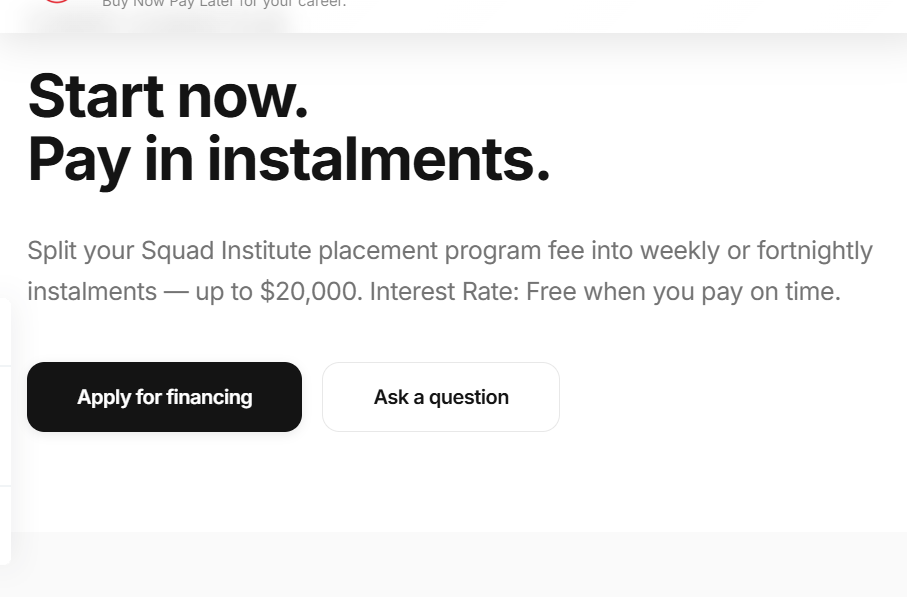 Buy Now Pay Later for your career.
Start now.
Pay in instalments.
Split your Squad Institute placement program fee into weekly or fortnightly
instalments — up to $20,000. Interest Rate: Free when you pay on time.
Apply for financing
Ask a question